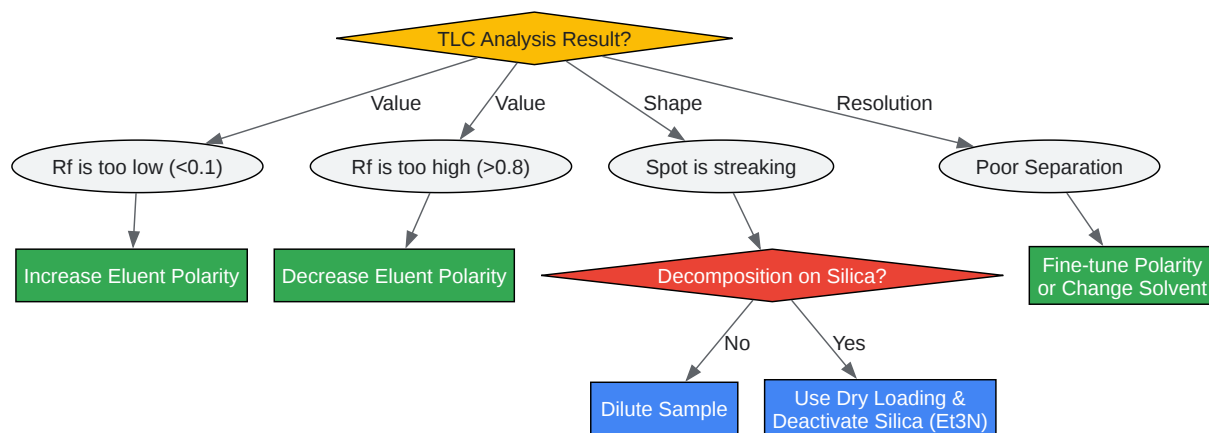 TLC Analysis Result?
Value
Value
Shape
Resolution
Rf is too low (<0.1)
Rf is too high (>0.8)
Spot is streaking
Poor Separation
Increase Eluent Polarity
Decrease Eluent Polarity
Decomposition on Silica?
Fine-tune Polarity
or Change Solvent
No
Yes
Dilute Sample
Use Dry Loading &
Deactivate Silica (Et3N)